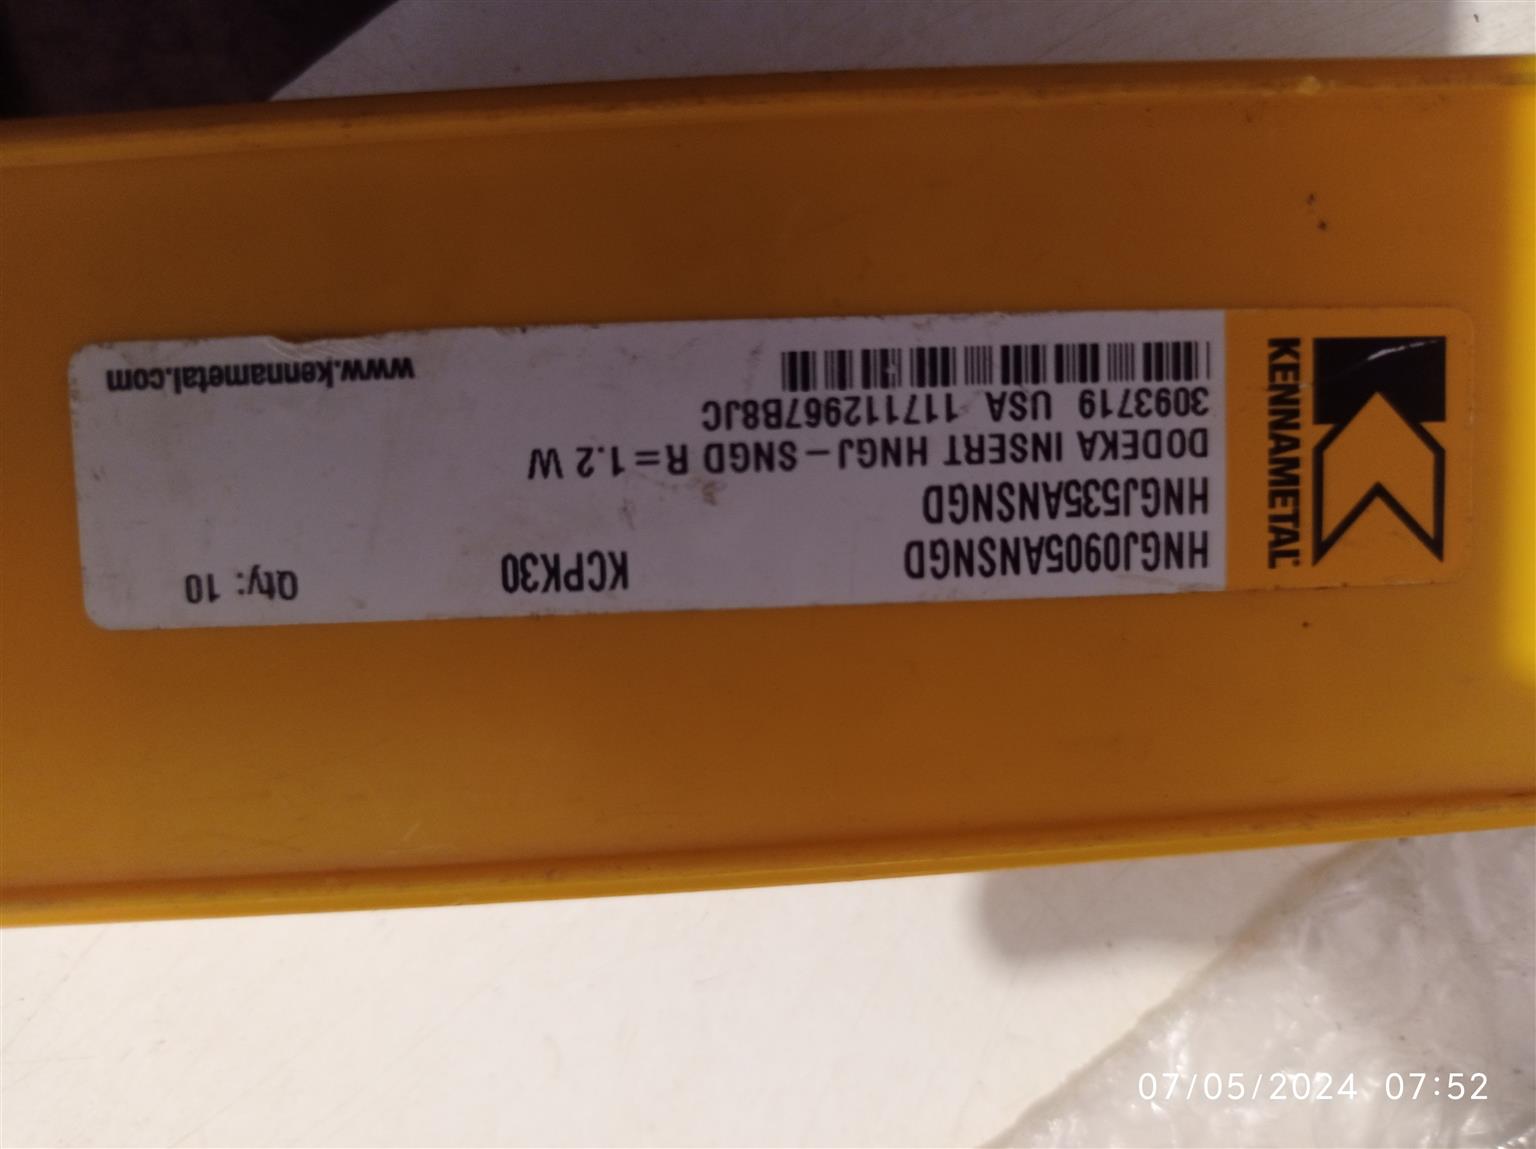 HNGJ0905ANSNGD KCPK30 Qty: 10
HNGJ535ANSNGD
DODEKA INSERT HNGJ-SNGD R=1.2 W
3093719 USA 117112967B8JC
www.kennametal.com
KENNAMETAL
07/05/2024 07:52